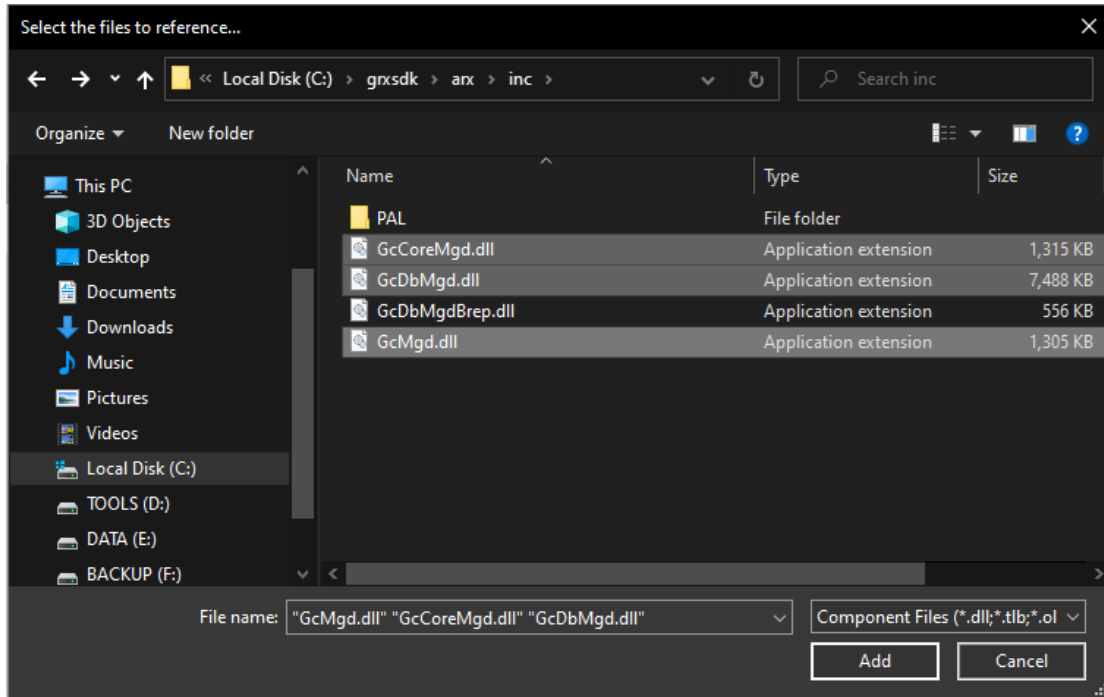 Select the files to reference...
« Local Disk (C:) › grxsdk › arx › inc ›
Search inc
Organize
New folder
Name Type Size
This PC
3D Objects
Desktop
Documents
Downloads
Music
Pictures
Videos
Local Disk (C:)
TOOLS (D:)
DATA (E:)
BACKUP (F:)
PAL File folder
GcCoreMgd.dll Application extension 1,315 KB
GcDbMgd.dll Application extension 7,488 KB
GcDbMgdBrep.dll Application extension 556 KB
GcMgd.dll Application extension 1,305 KB
File name: "GcMgd.dll" "GcCoreMgd.dll" "GcDbMgd.dll"
Component Files (*.dll;*.tlb;*.ol
Add
Cancel